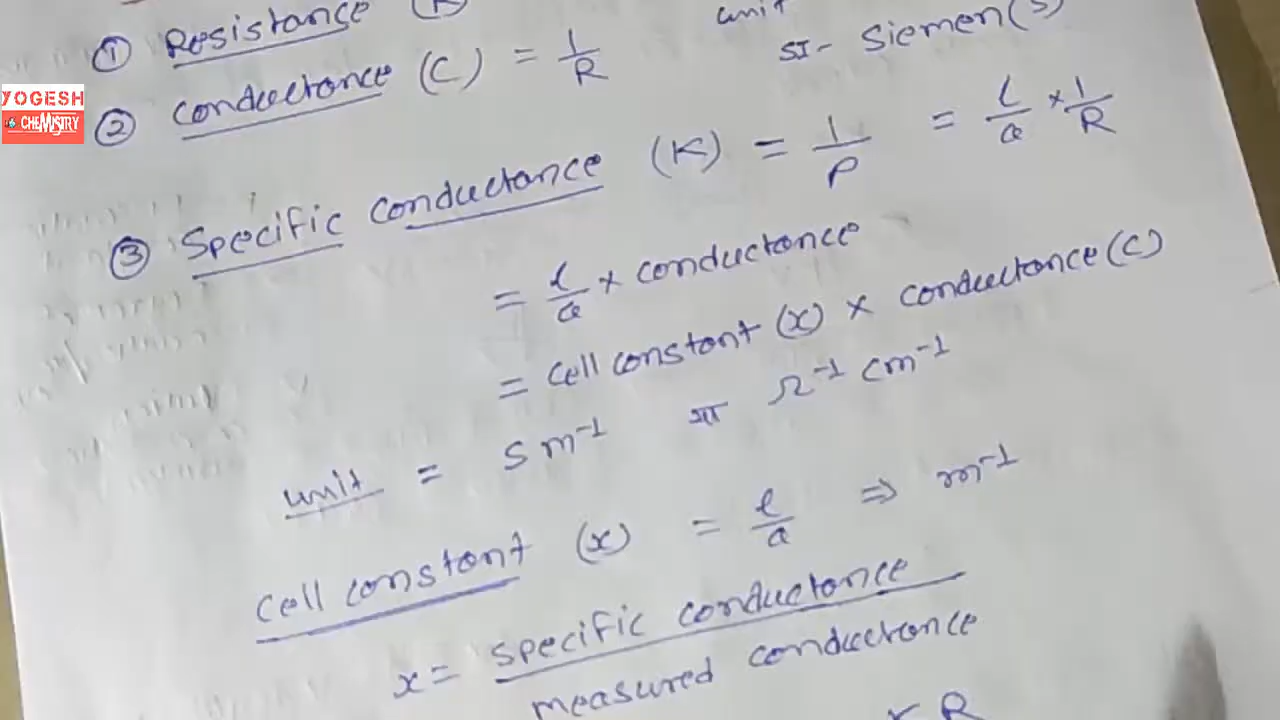 ① Resistance (R)
unit
② Conductance (C) = 1/R
SI - Siemen(S)
YOGESH
CHEMISTRY
③ Specific conductance (K) = 1/ρ = l/a × 1/R
= l/a × conductance
= cell constant (x) × conductance (C)
unit = S m⁻¹ या Ω⁻¹ cm⁻¹
cell constant (x) = l/a ⇒ m⁻¹
x = specific conductance
measured conductance
R